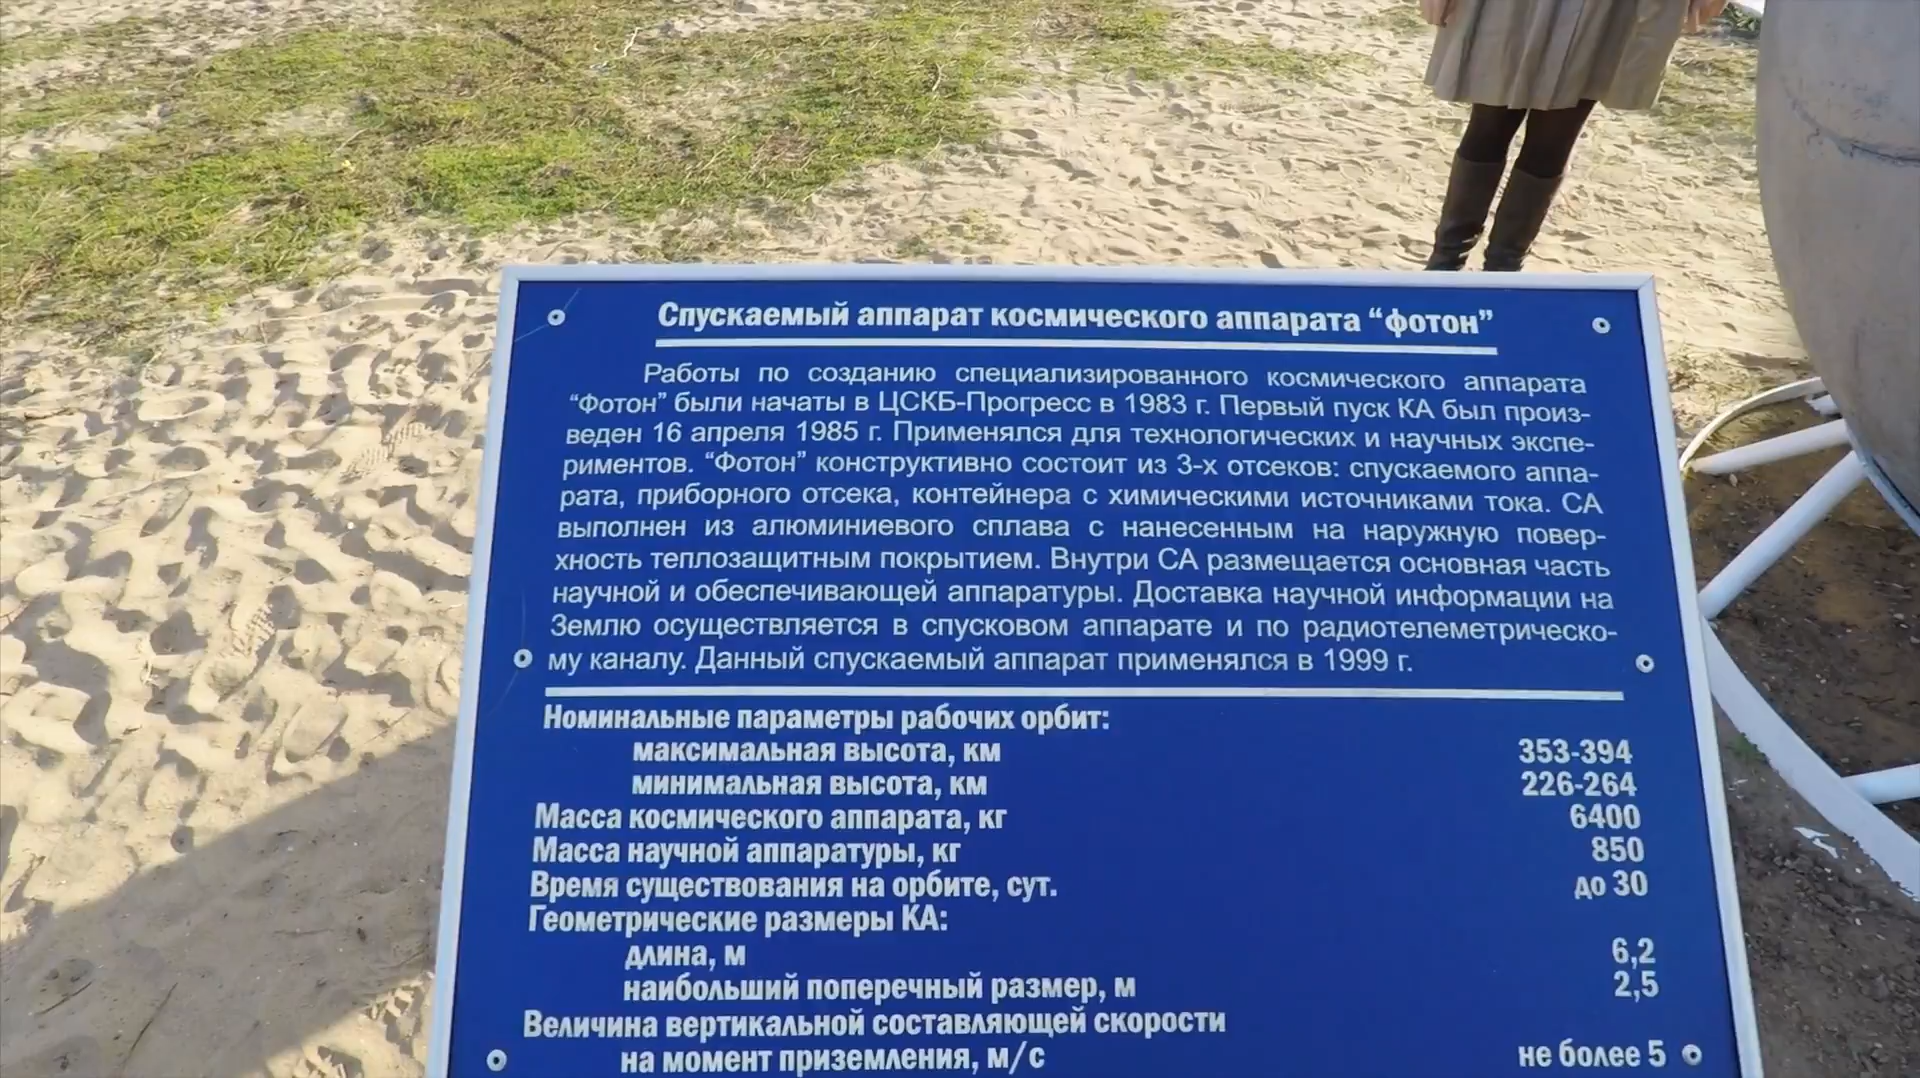 Спускаемый аппарат космического аппарата “фотон”
Работы по созданию специализированного космического аппарата
“Фотон” были начаты в ЦСКБ-Прогресс в 1983 г. Первый пуск КА был произ-
веден 16 апреля 1985 г. Применялся для технологических и научных экспе-
риментов. “Фотон” конструктивно состоит из 3-х отсеков: спускаемого аппа-
рата, приборного отсека, контейнера с химическими источниками тока. СА
выполнен из алюминиевого сплава с нанесенным на наружную повер-
хность теплозащитным покрытием. Внутри СА размещается основная часть
научной и обеспечивающей аппаратуры. Доставка научной информации на
Землю осуществляется в спусковом аппарате и по радиотелеметрическо-
му каналу. Данный спускаемый аппарат применялся в 1999 г.
Номинальные параметры рабочих орбит:
максимальная высота, км 353-394
минимальная высота, км 226-264
Масса космического аппарата, кг 6400
Масса научной аппаратуры, кг 850
Время существования на орбите, сут. до 30
Геометрические размеры КА:
длина, м 6,2
наибольший поперечный размер, м 2,5
Величина вертикальной составляющей скорости
на момент приземления, м/с не более 5